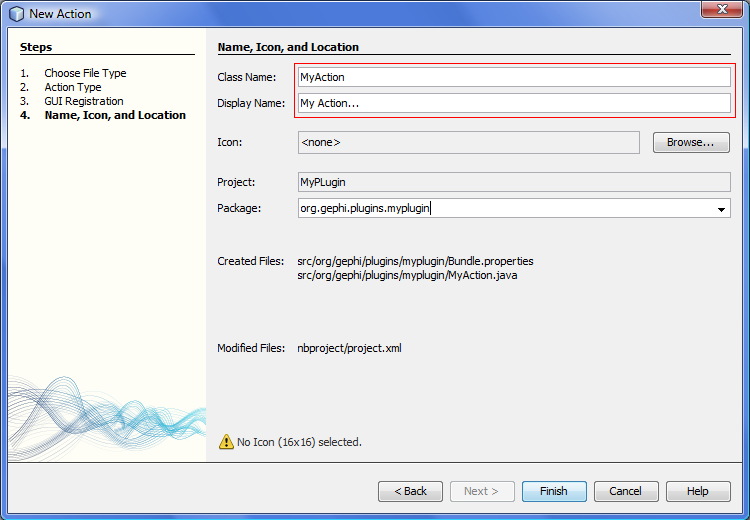 New Action
Steps
1. Choose File Type
2. Action Type
3. GUI Registration
4. Name, Icon, and Location
Name, Icon, and Location
Class Name: MyAction
Display Name: My Action...
Icon: <none> Browse...
Project: MyPLugin
Package: org.gephi.plugins.myplugin
Created Files: src/org/gephi/plugins/myplugin/Bundle.properties
src/org/gephi/plugins/myplugin/MyAction.java
Modified Files: nbproject/project.xml
No Icon (16x16) selected.
< Back Next > Finish Cancel Help